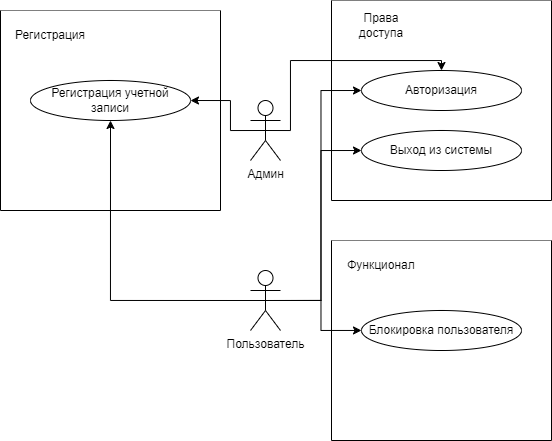 Регистрация
Регистрация учетной
записи
Админ
Права
доступа
Авторизация
Выход из системы
Пользователь
Функционал
Блокировка пользователя